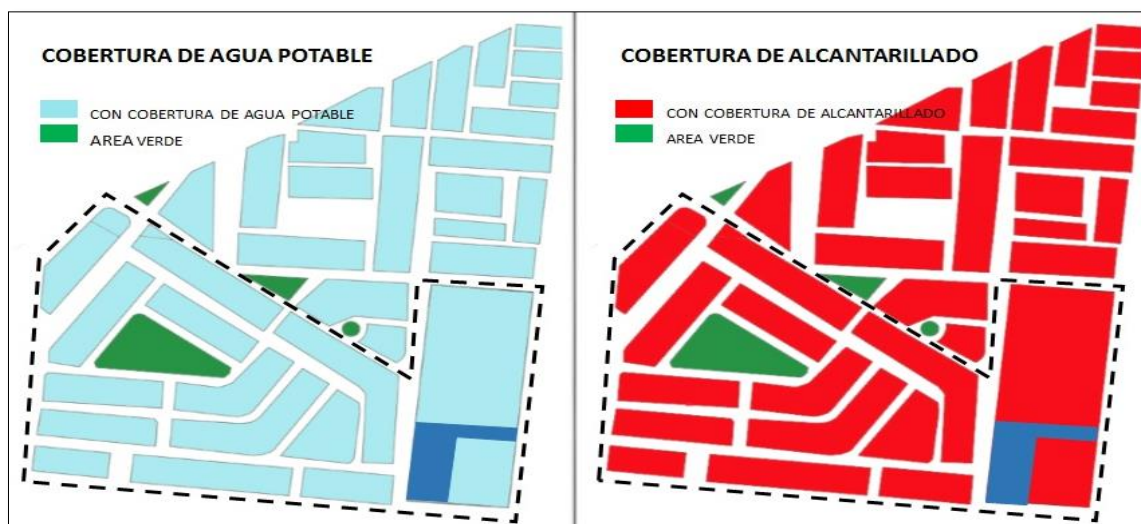 COBERTURA DE AGUA POTABLE
CON COBERTURA DE AGUA POTABLE
AREA VERDE
COBERTURA DE ALCANTARILLADO
CON COBERTURA DE ALCANTARILLADO
AREA VERDE